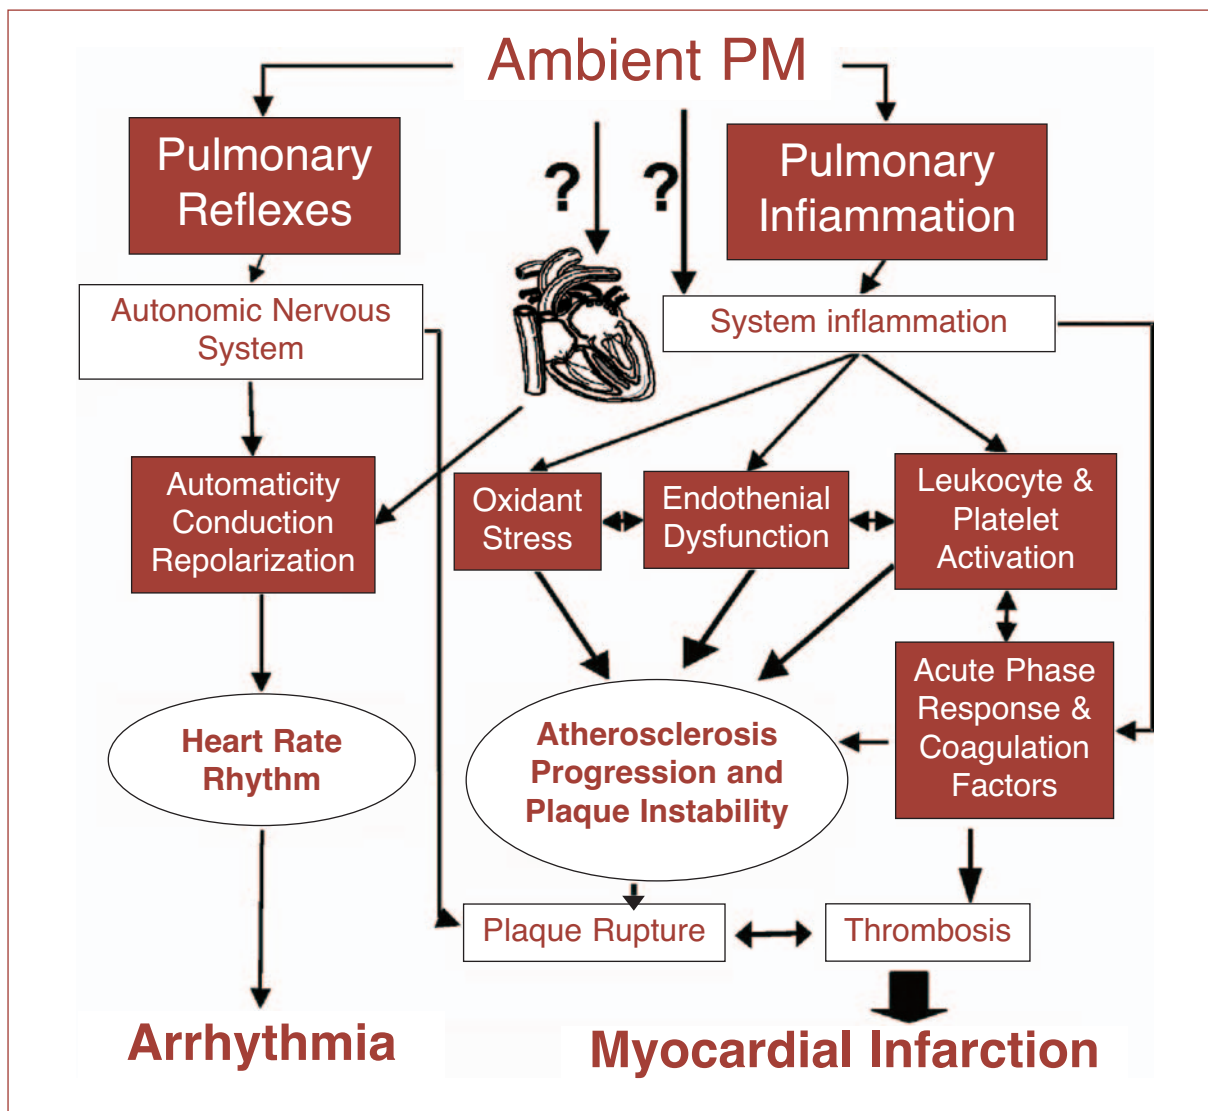 Ambient PM
Pulmonary
Reflexes
?
?
Pulmonary
Infiammation
Autonomic Nervous
System
System inflammation
Automaticity
Conduction
Repolarization
Oxidant
Stress
Endothenial
Dysfunction
Leukocyte &
Platelet
Activation
Heart Rate
Rhythm
Atherosclerosis
Progression and
Plaque Instability
Acute Phase
Response &
Coagulation
Factors
Plaque Rupture
Thrombosis
Arrhythmia
Myocardial Infarction